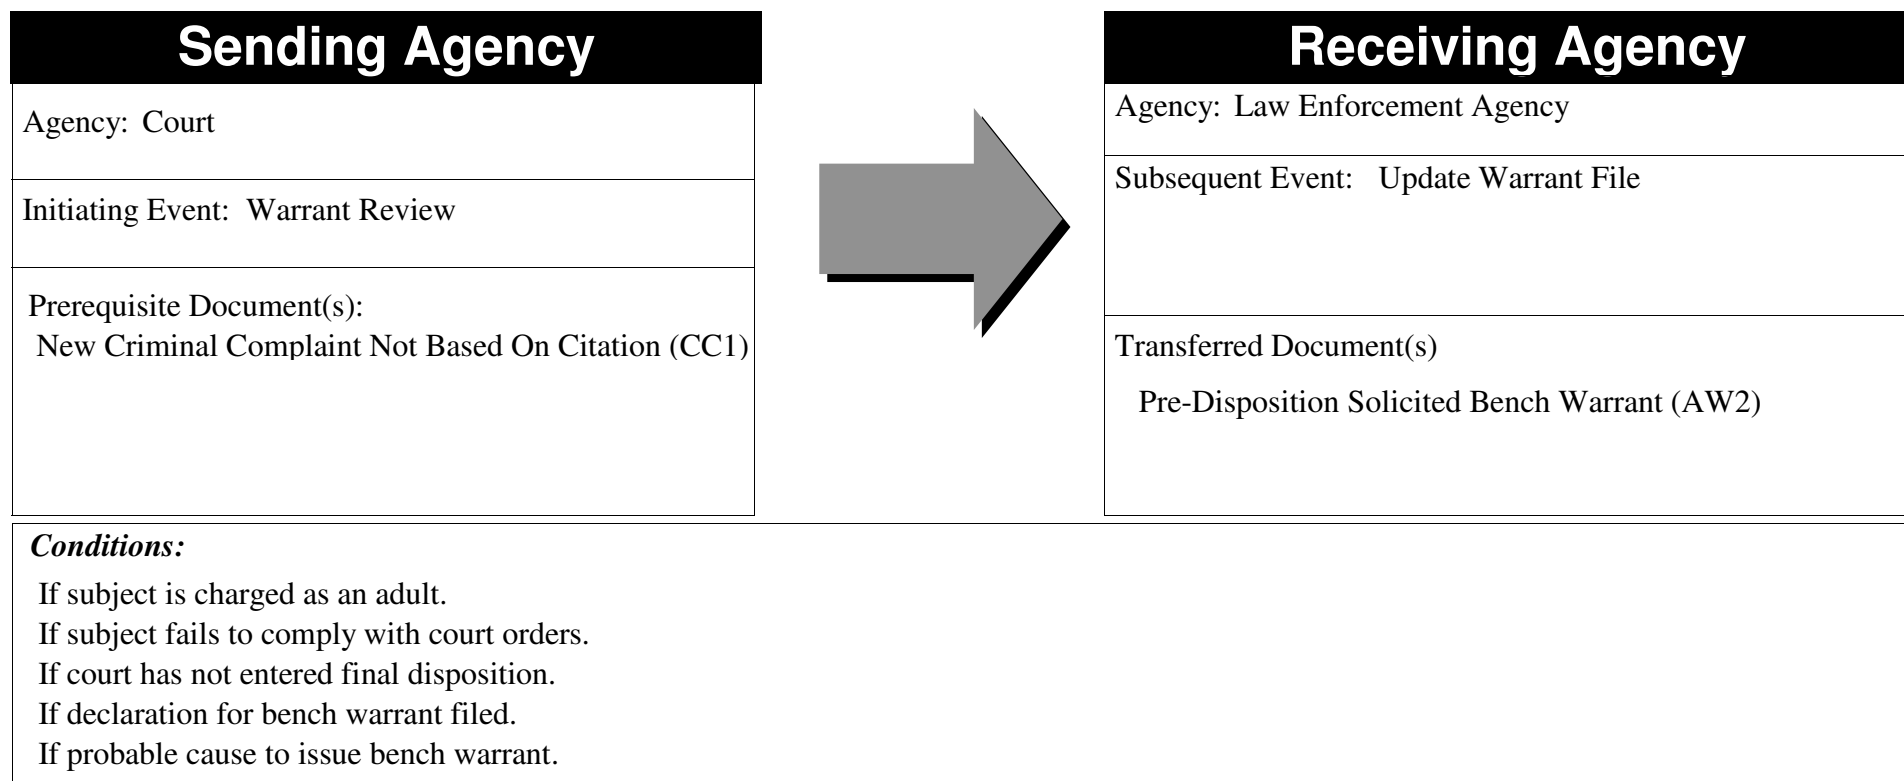 Sending Agency
Agency: Court
Initiating Event: Warrant Review
Prerequisite Document(s):
New Criminal Complaint Not Based On Citation (CC1)
Receiving Agency
Agency: Law Enforcement Agency
Subsequent Event: Update Warrant File
Transferred Document(s)
Pre-Disposition Solicited Bench Warrant (AW2)
Conditions:
If subject is charged as an adult.
If subject fails to comply with court orders.
If court has not entered final disposition.
If declaration for bench warrant filed.
If probable cause to issue bench warrant.